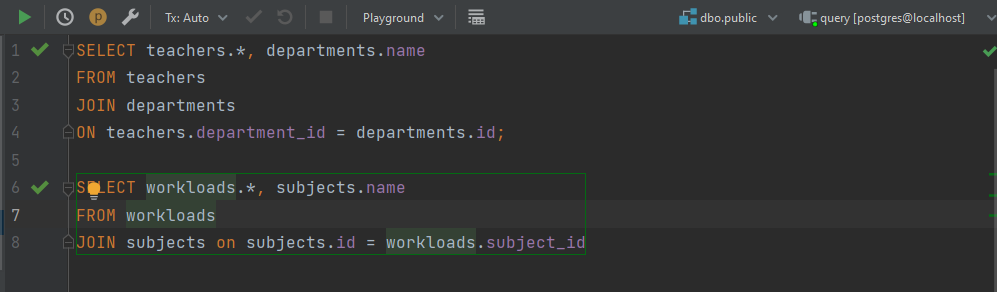 Tx: Auto Playground dbo.public query [postgres@localhost]
1 SELECT teachers.*, departments.name
2 FROM teachers
3 JOIN departments
4 ON teachers.department_id = departments.id;
5
6 SELECT workloads.*, subjects.name
7 FROM workloads
8 JOIN subjects on subjects.id = workloads.subject_id